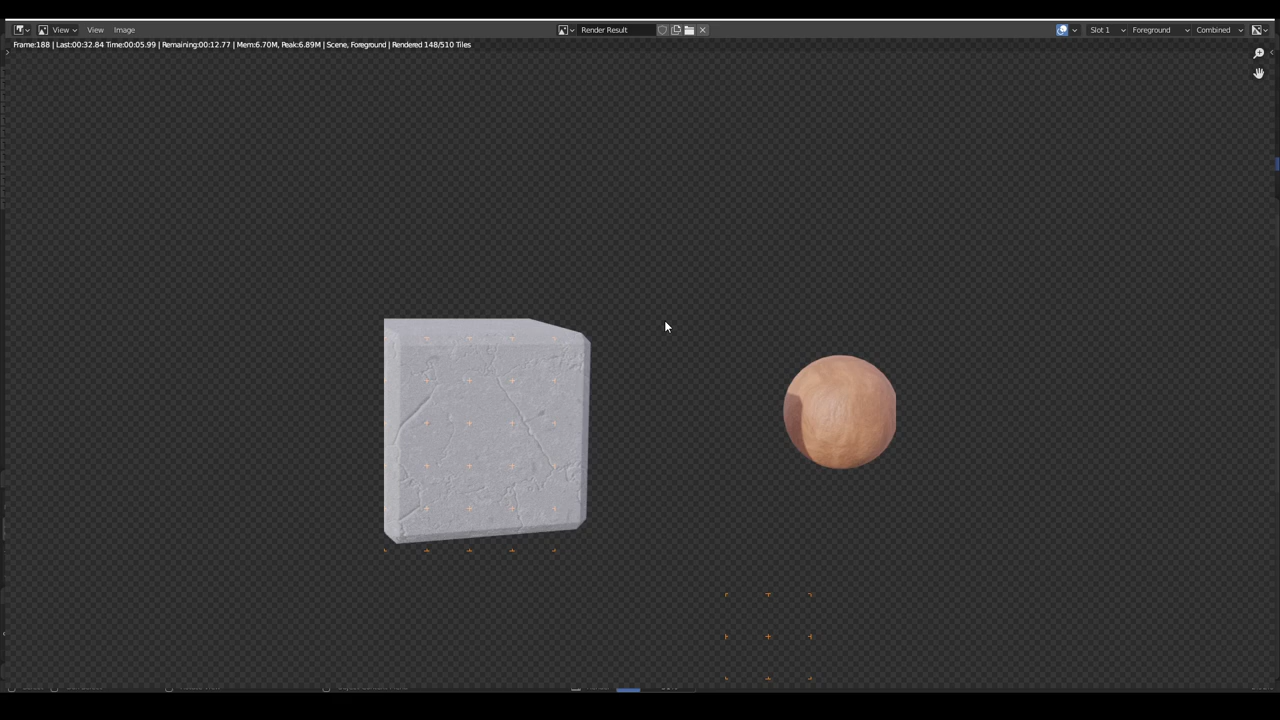 View View Image Render Result Slot 1 Foreground Combined
Frame:188 | Last:00:32.84 Time:00:05.99 | Remaining:00:12.77 | Mem:6.70M, Peak:6.89M | Scene, Foreground | Rendered 148/510 Tiles